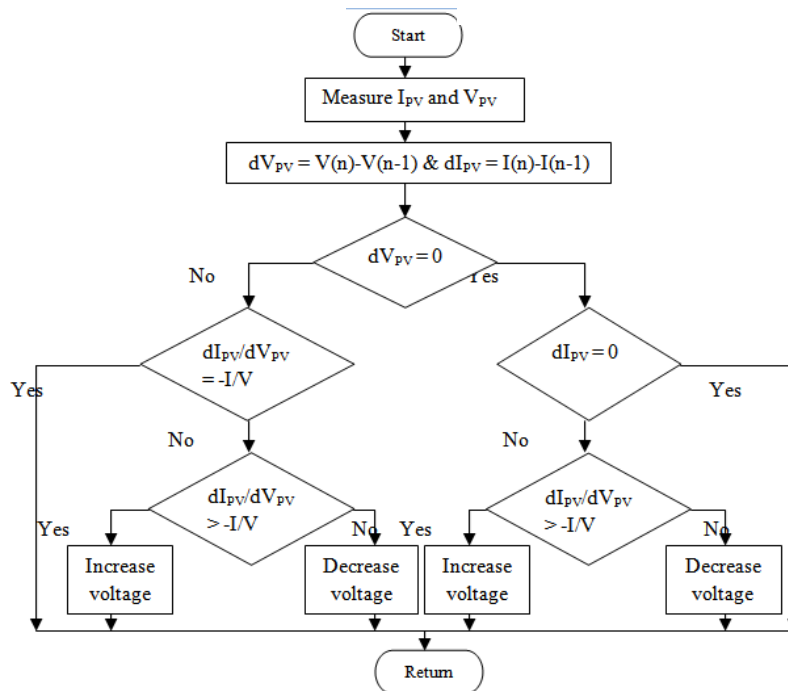 Start
Measure IPV and VPV
dVPV = V(n)-V(n-1) & dIPV = I(n)-I(n-1)
dVPV = 0
No
Yes
dIPV/dVPV
= -I/V
dIPV = 0
Yes
Yes
No
No
dIPV/dVPV
> -I/V
dIPV/dVPV
> -I/V
Yes
No
Yes
No
Increase
voltage
Decrease
voltage
Increase
voltage
Decrease
voltage
Return